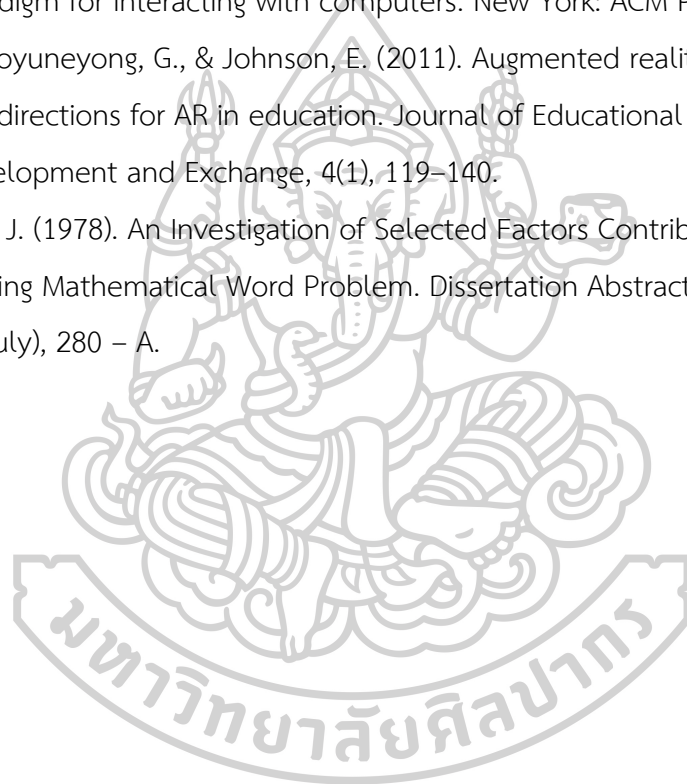 digm for interacting with computers. New York: ACM P
oyuneyong, G., & Johnson, E. (2011). Augmented realit
directions for AR in education. Journal of Educational
elopment and Exchange, 4(1), 119–140.
J. (1978). An Investigation of Selected Factors Contrib
ing Mathematical Word Problem. Dissertation Abstract
uly), 280 – A.
มหาวิทยาลัยศิลปากร